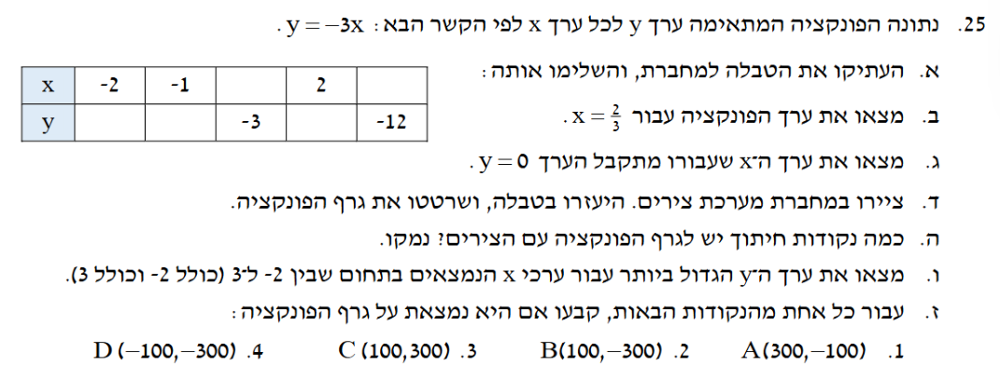 25. נתונה הפונקציה המתאימה ערך y לכל ערך x לפי הקשר הבא: y = −3x.
א. העתיקו את הטבלה למחברת, והשלימו אותה:
x -2 -1 2
y -3 -12
ב. מצאו את ערך הפונקציה עבור x = 2/3.
ג. מצאו את ערך ה־x שעבורו מתקבל הערך y = 0.
ד. ציירו במחברת מערכת צירים. היעזרו בטבלה, ושרטטו את גרף הפונקציה.
ה. כמה נקודות חיתוך יש לגרף הפונקציה עם הצירים? נמקו.
ו. מצאו את ערך ה־y הגדול ביותר עבור ערכי x הנמצאים בתחום שבין 2- ל־3 (כולל 2- וכולל 3).
ז. עבור כל אחת מהנקודות הבאות, קבעו אם היא נמצאת על גרף הפונקציה:
1. A(300,−100) 2. B(100,−300) 3. C (100,300) 4. D (−100,−300)